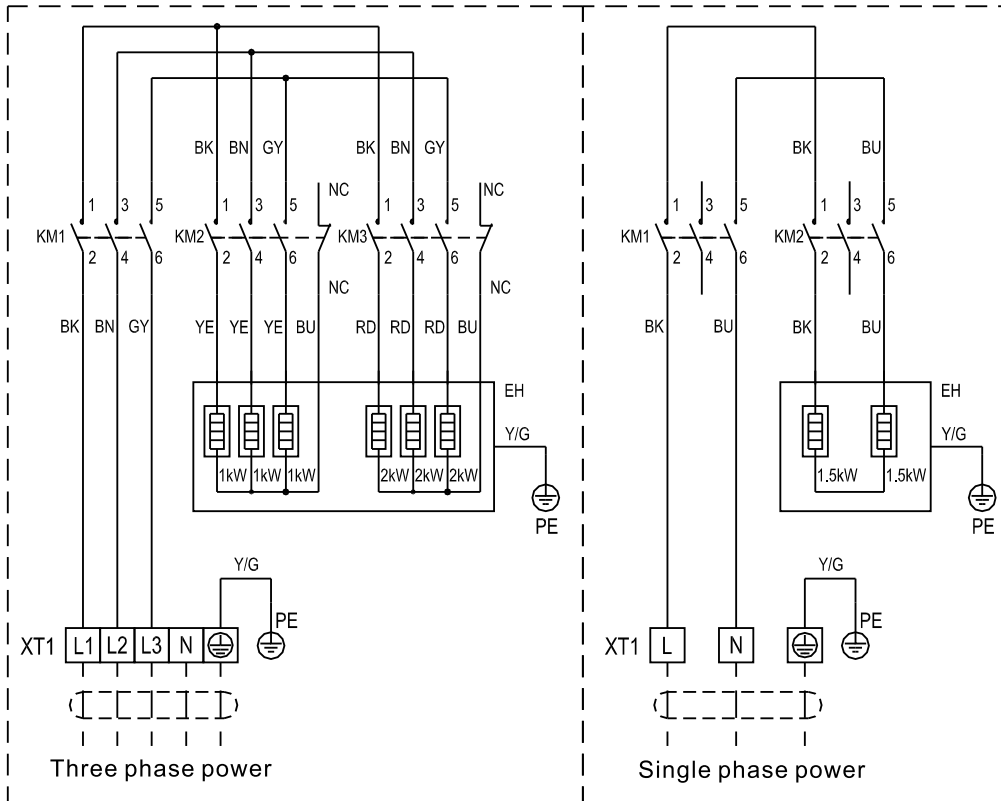 BK BN GY BK BN GY BK BU
NC NC
1 3 5 1 3 5 1 3 5 1 3 5 1 3 5
KM1 KM2 KM3 KM1 KM2
2 4 6 2 4 6 2 4 6 2 4 6 2 4 6
NC NC
BK BN GY YE YE YE BU RD RD RD BU BK BU BK BU
EH EH
Y/G Y/G
1kW 1kW 1kW 2kW 2kW 2kW 1.5kW 1.5kW
PE PE
Y/G Y/G
PE PE
XT1 L1 L2 L3 N XT1 L N
Three phase power Single phase power